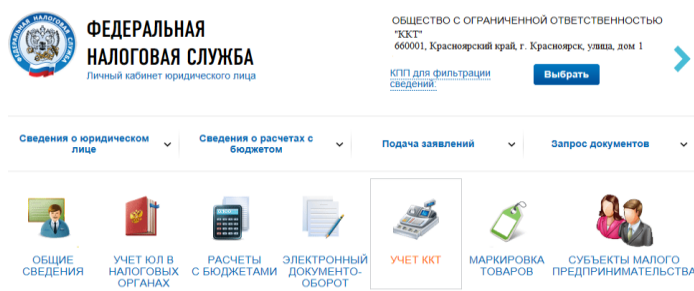 ФЕДЕРАЛЬНАЯ
НАЛОГОВАЯ СЛУЖБА
Личный кабинет юридического лица
ОБЩЕСТВО С ОГРАНИЧЕННОЙ ОТВЕТСТВЕННОСТЬЮ
"ККТ"
660001, Красноярский край, г. Красноярск, улица, дом 1
КПП для фильтрации
сведений:
Выбрать
Сведения о юридическом
лице
Сведения о расчетах с
бюджетом
Подача заявлений
Запрос документов
ОБЩИЕ
СВЕДЕНИЯ
УЧЕТ ЮЛ В
НАЛОГОВЫХ
ОРГАНАХ
РАСЧЕТЫ
С БЮДЖЕТАМИ
ЭЛЕКТРОННЫЙ
ДОКУМЕНТО-
ОБОРОТ
УЧЕТ ККТ
МАРКИРОВКА
ТОВАРОВ
СУБЪЕКТЫ МАЛОГО
ПРЕДПРИНИМАТЕЛЬСТВА